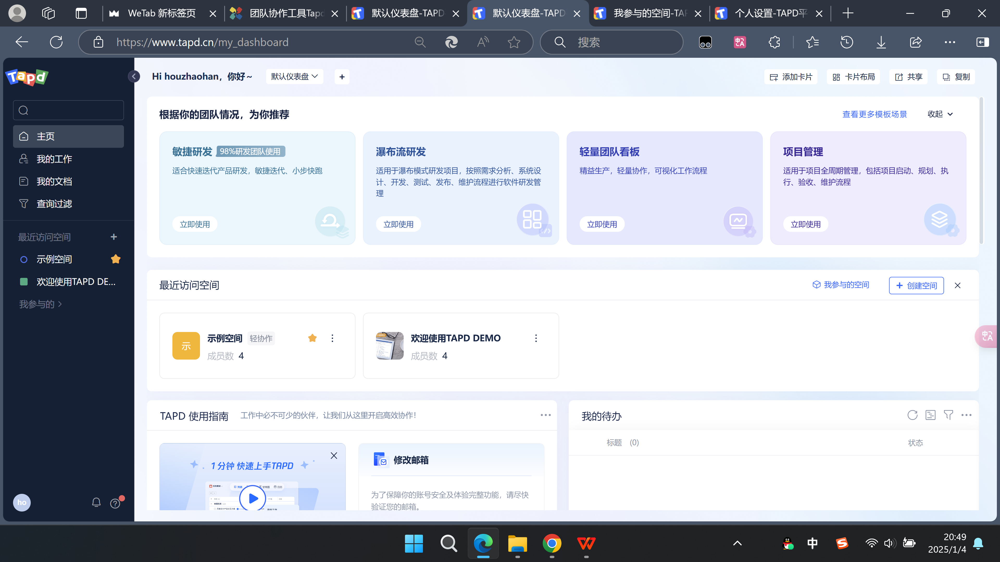 WeTab 新标签页
团队协作工具Tapd
默认仪表盘-TAPD
默认仪表盘-TAPD
我参与的空间-TAP
个人设置-TAPD平
https://www.tapd.cn/my_dashboard
搜索
Tapd
主页
我的工作
我的文档
查询过滤
最近访问空间
示例空间
欢迎使用TAPD DE...
我参与的
ho
Hi houzhaohan，你好～
默认仪表盘
添加卡片
卡片布局
共享
复制
根据你的团队情况，为你推荐
查看更多模板场景
收起
敏捷研发 98%研发团队使用
适合快速迭代产品研发，敏捷迭代、小步快跑
立即使用
瀑布流研发
适用于瀑布模式研发项目，按照需求分析、系统设
计、开发、测试、发布、维护流程进行软件研发管
理
立即使用
轻量团队看板
精益生产，轻量协作，可视化工作流程
立即使用
项目管理
适用于项目全周期管理，包括项目启动、规划、执
行、验收、维护流程
立即使用
最近访问空间
我参与的空间
创建空间
示
示例空间 轻协作
成员数 4
欢迎使用TAPD DEMO
成员数 4
TAPD 使用指南 工作中必不可少的伙伴，让我们从这里开启高效协作！
1分钟 快速上手TAPD
列表
甘特图
日历
修改邮箱
为了保障你的账号安全及体验完整功能，请尽快
验证您的邮箱。
我的待办
标题 (0)
状态
中
20:49
2025/1/4